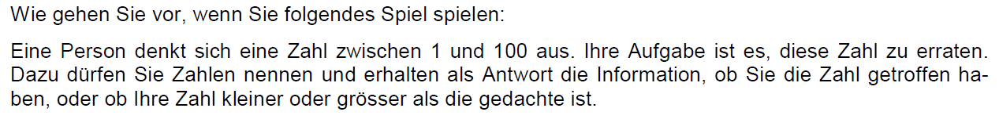 Wie gehen Sie vor, wenn Sie folgendes Spiel spielen:
Eine Person denkt sich eine Zahl zwischen 1 und 100 aus. Ihre Aufgabe ist es, diese Zahl zu erraten.
Dazu dürfen Sie Zahlen nennen und erhalten als Antwort die Information, ob Sie die Zahl getroffen ha-
ben, oder ob Ihre Zahl kleiner oder grösser als die gedachte ist.